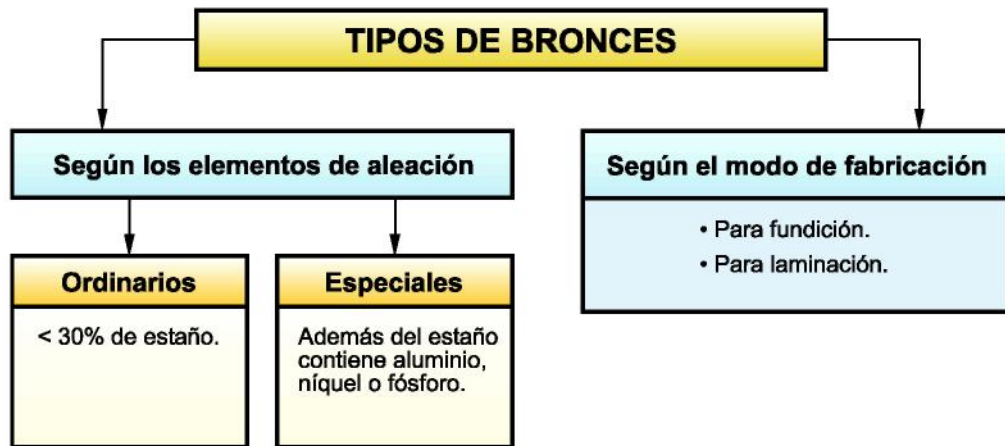 TIPOS DE BRONCES
Según los elementos de aleación
Ordinarios
< 30% de estaño.
Especiales
Además del estaño
contiene aluminio,
níquel o fósforo.
Según el modo de fabricación
• Para fundición.
• Para laminación.